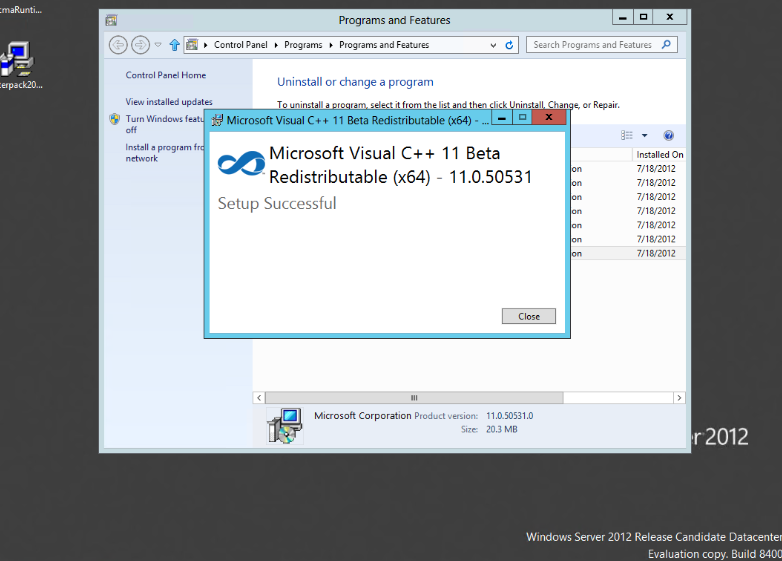 cmaRunti...
erpack20...
Programs and Features
Control Panel Programs Programs and Features
Search Programs and Features
Control Panel Home
View installed updates
Turn Windows featu
off
Install a program fro
network
Uninstall or change a program
To uninstall a program, select it from the list and then click Uninstall, Change, or Repair.
Microsoft Visual C++ 11 Beta Redistributable (x64) - ...
Microsoft Visual C++ 11 Beta
Redistributable (x64) - 11.0.50531
Setup Successful
Close
Installed On
on 7/18/2012
on 7/18/2012
on 7/18/2012
on 7/18/2012
on 7/18/2012
on 7/18/2012
on 7/18/2012
Microsoft Corporation Product version: 11.0.50531.0
Size: 20.3 MB
r 2012
Windows Server 2012 Release Candidate Datacenter
Evaluation copy. Build 8400